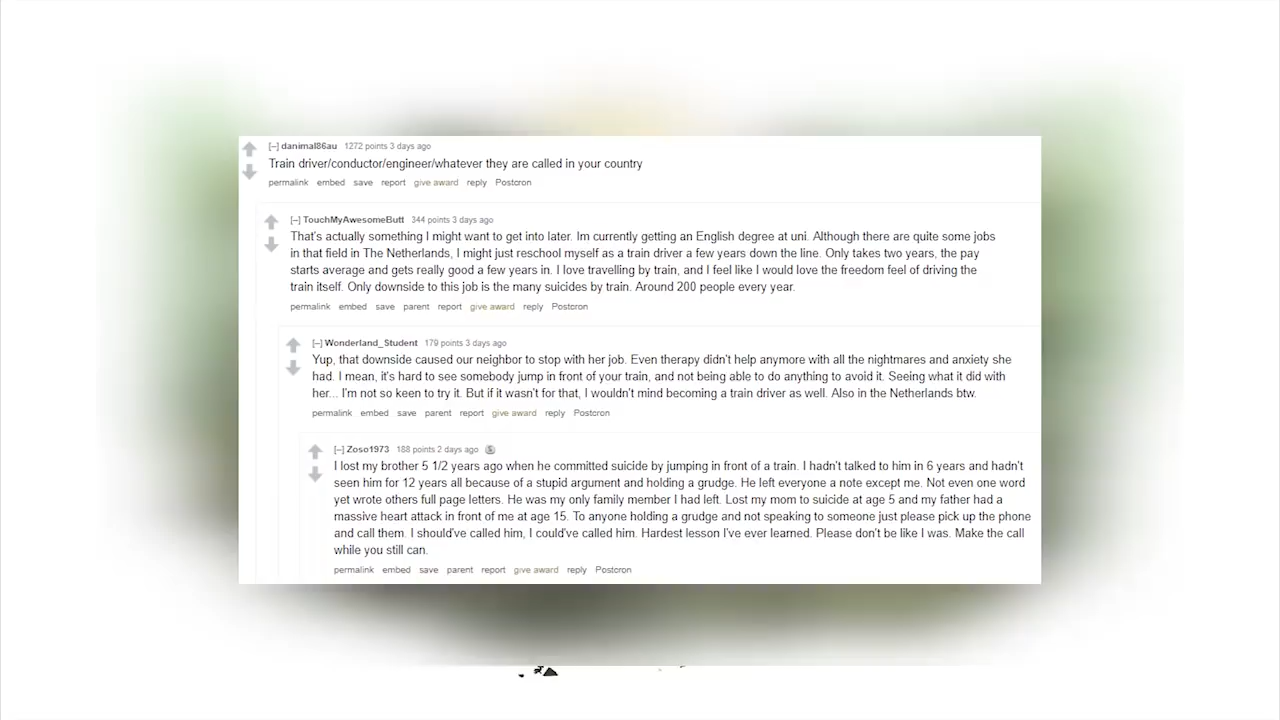 [–] danimal86au 1272 points 3 days ago
Train driver/conductor/engineer/whatever they are called in your country
permalink embed save report give award reply Postcron
[–] TouchMyAwesomeButt 344 points 3 days ago
That's actually something I might want to get into later. Im currently getting an English degree at uni. Although there are quite some jobs
in that field in The Netherlands, I might just reschool myself as a train driver a few years down the line. Only takes two years, the pay
starts average and gets really good a few years in. I love travelling by train, and I feel like I would love the freedom feel of driving the
train itself. Only downside to this job is the many suicides by train. Around 200 people every year.
permalink embed save parent report give award reply Postcron
[–] Wonderland_Student 179 points 3 days ago
Yup, that downside caused our neighbor to stop with her job. Even therapy didn't help anymore with all the nightmares and anxiety she
had. I mean, it's hard to see somebody jump in front of your train, and not being able to do anything to avoid it. Seeing what it did with
her... I'm not so keen to try it. But if it wasn't for that, I wouldn't mind becoming a train driver as well. Also in the Netherlands btw.
permalink embed save parent report give award reply Postcron
[–] Zoso1973 188 points 2 days ago S
I lost my brother 5 1/2 years ago when he committed suicide by jumping in front of a train. I hadn't talked to him in 6 years and hadn't
seen him for 12 years all because of a stupid argument and holding a grudge. He left everyone a note except me. Not even one word
yet wrote others full page letters. He was my only family member I had left. Lost my mom to suicide at age 5 and my father had a
massive heart attack in front of me at age 15. To anyone holding a grudge and not speaking to someone just please pick up the phone
and call them. I should've called him, I could've called him. Hardest lesson I've ever learned. Please don't be like I was. Make the call
while you still can.
permalink embed save parent report give award reply Postcron